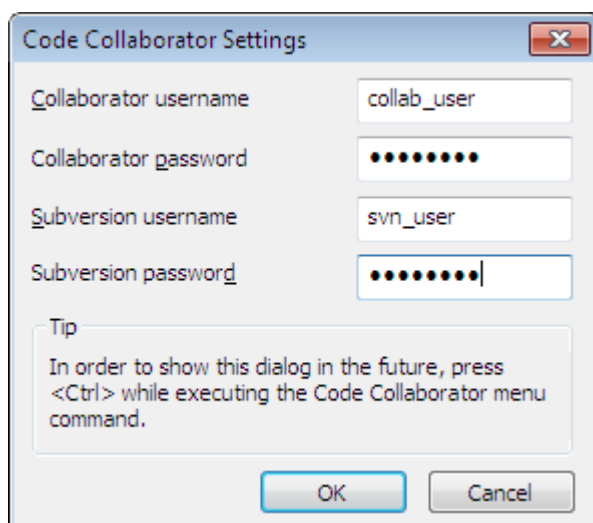 Code Collaborator Settings
Collaborator username collab_user
Collaborator password ●●●●●●●●
Subversion username svn_user
Subversion password ●●●●●●●●
Tip
In order to show this dialog in the future, press
<Ctrl> while executing the Code Collaborator menu
command.
OK Cancel